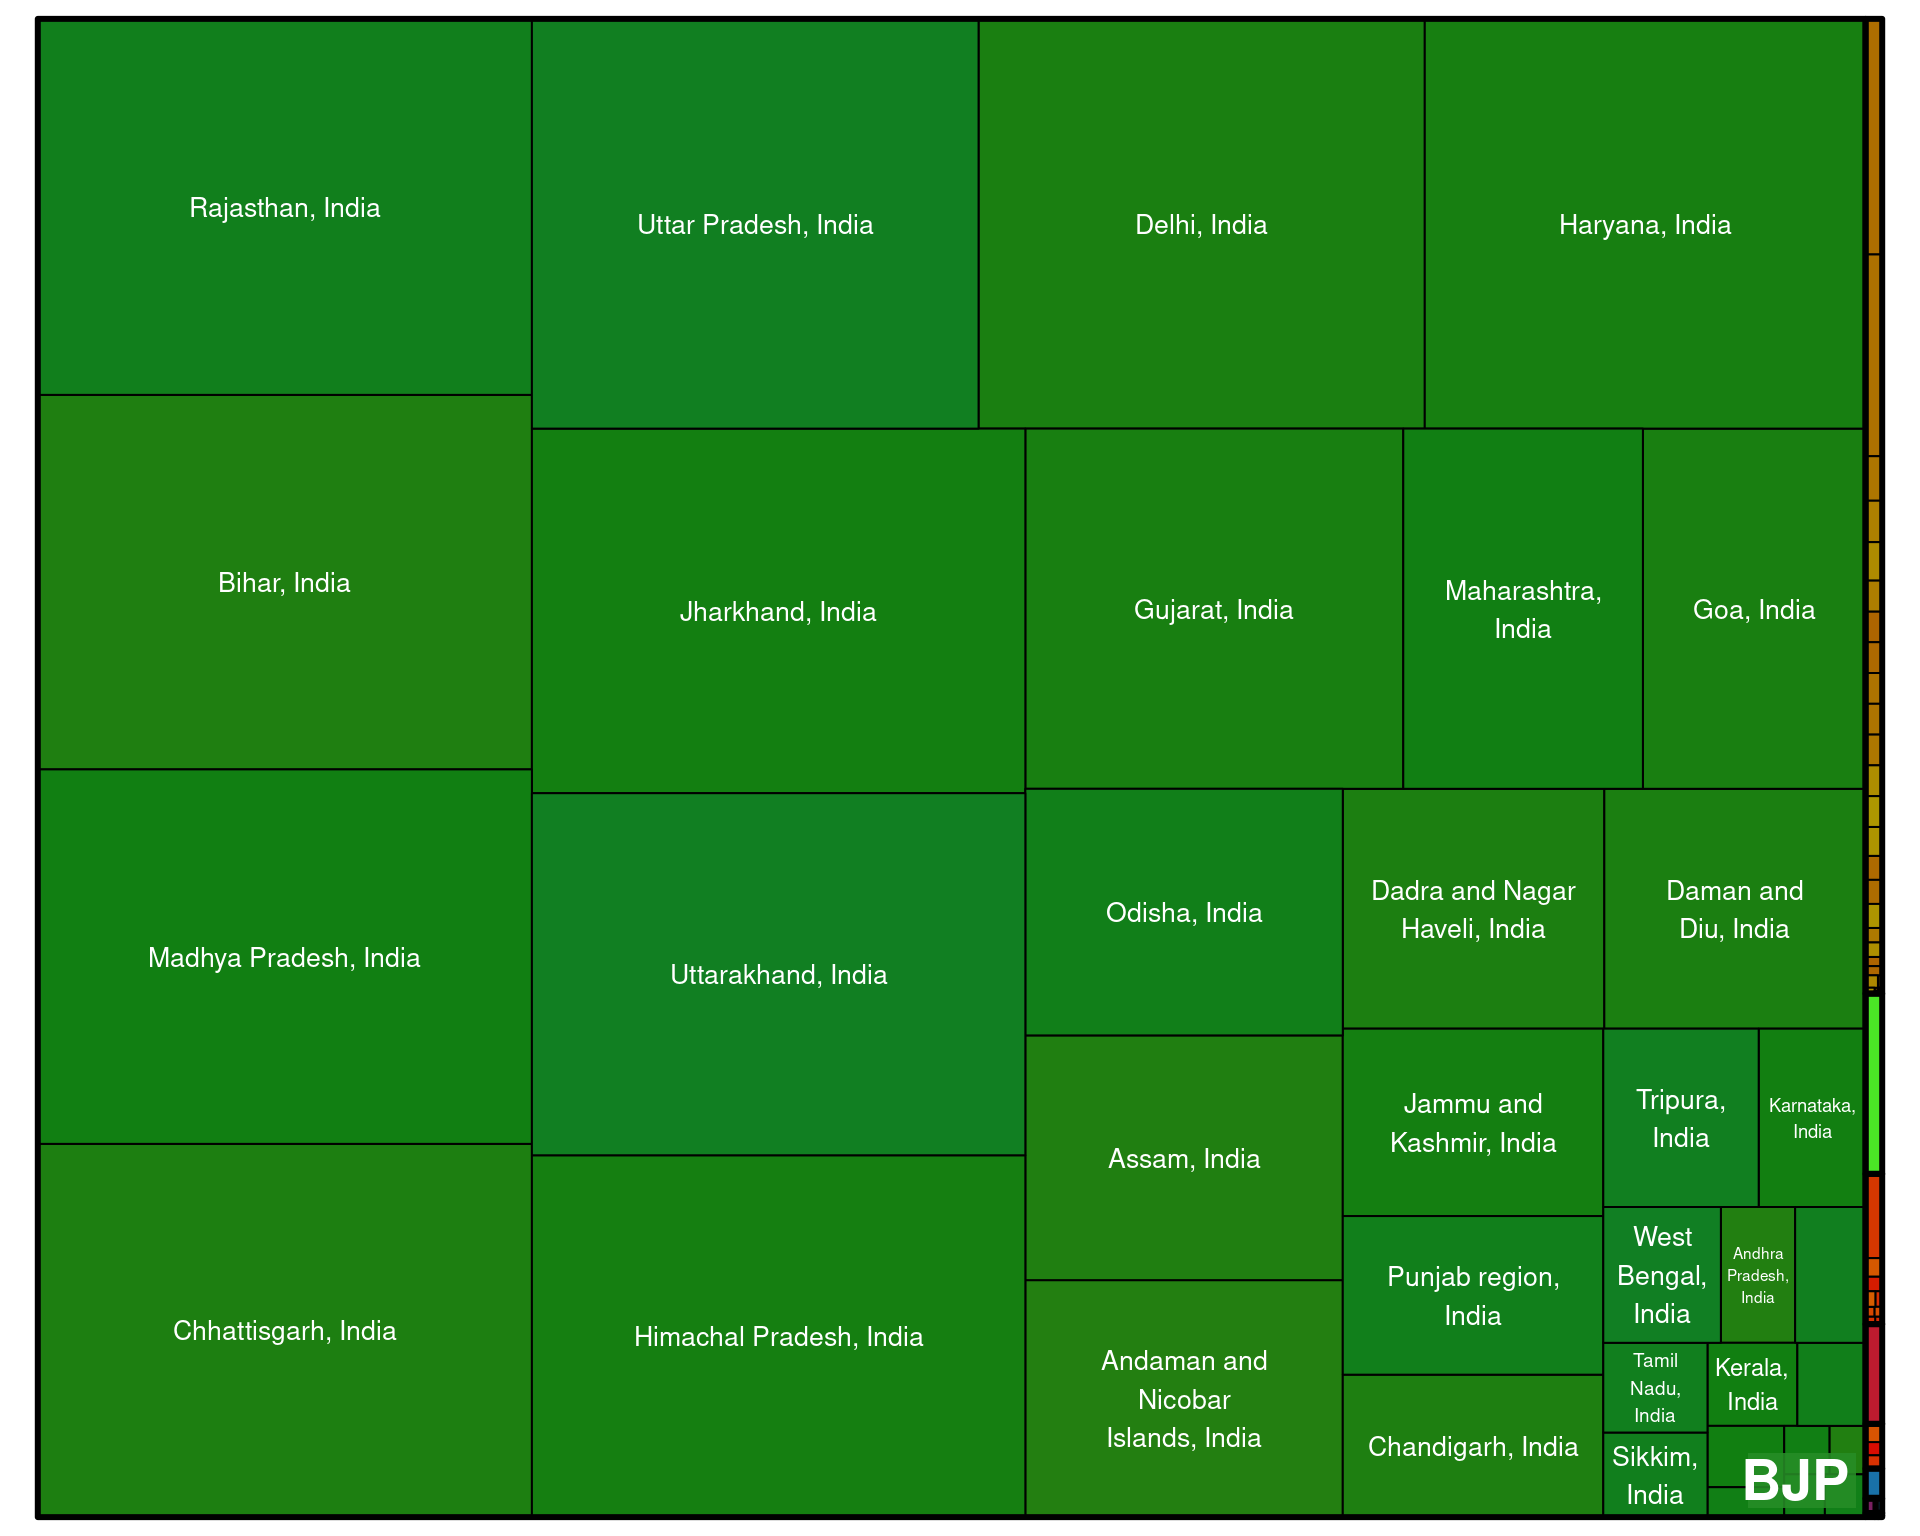 Rajasthan, India
Uttar Pradesh, India
Delhi, India
Haryana, India
Bihar, India
Jharkhand, India
Gujarat, India
Maharashtra,
India
Goa, India
Madhya Pradesh, India
Uttarakhand, India
Odisha, India
Dadra and Nagar
Haveli, India
Daman and
Diu, India
Assam, India
Jammu and
Kashmir, India
Tripura,
India
Karnataka,
India
Chhattisgarh, India
Himachal Pradesh, India
Andaman and
Nicobar
Islands, India
Punjab region,
India
West
Bengal,
India
Andhra
Pradesh,
India
Chandigarh, India
Tamil
Nadu,
India
Kerala,
India
Sikkim,
India
BJP